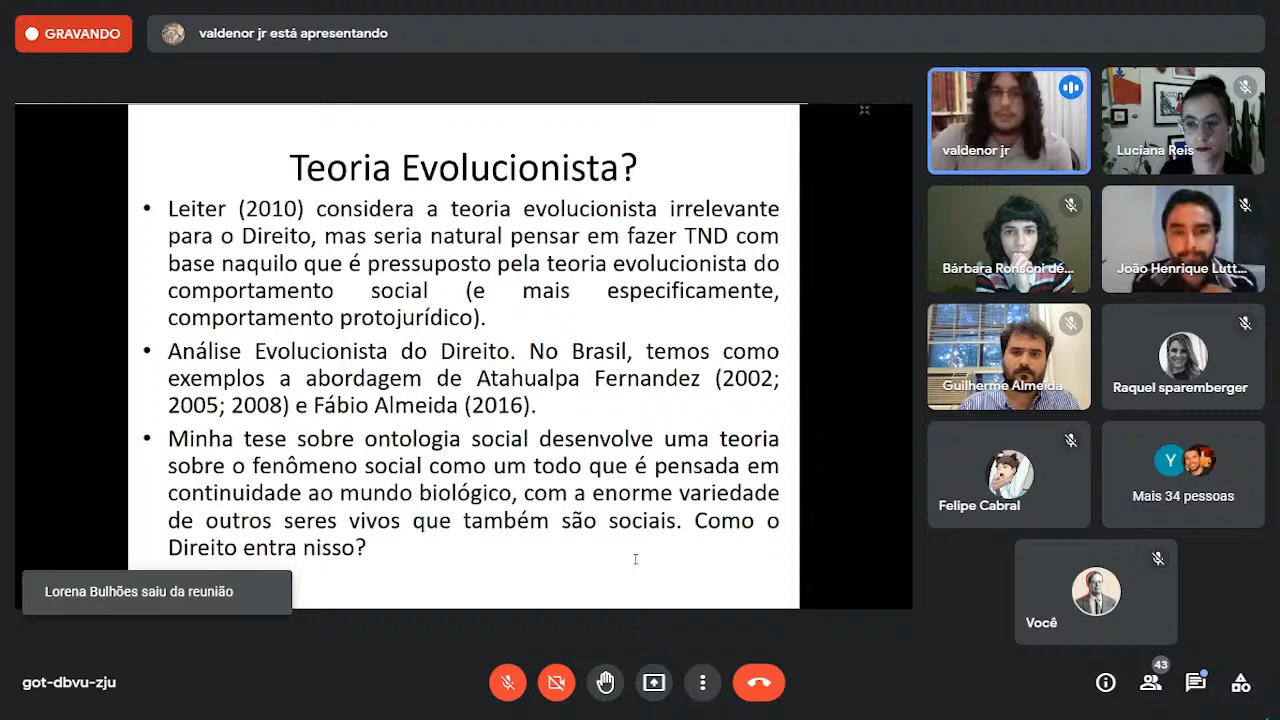 GRAVANDO
valdenor jr está apresentando
Teoria Evolucionista?
• Leiter (2010) considera a teoria evolucionista irrelevante
para o Direito, mas seria natural pensar em fazer TND com
base naquilo que é pressuposto pela teoria evolucionista do
comportamento social (e mais especificamente,
comportamento protojurídico).
• Análise Evolucionista do Direito. No Brasil, temos como
exemplos a abordagem de Atahualpa Fernandez (2002;
2005; 2008) e Fábio Almeida (2016).
• Minha tese sobre ontologia social desenvolve uma teoria
sobre o fenômeno social como um todo que é pensada em
continuidade ao mundo biológico, com a enorme variedade
de outros seres vivos que também são sociais. Como o
Direito entra nisso?
Lorena Bulhões saiu da reunião
valdenor jr
Luciana Reis
Bárbara Ronsoni dé...
João Henrique Lutt...
Guilherme Almeida
Raquel sparemberger
Felipe Cabral
Y
Mais 34 pessoas
Você
got-dbvu-zju
43